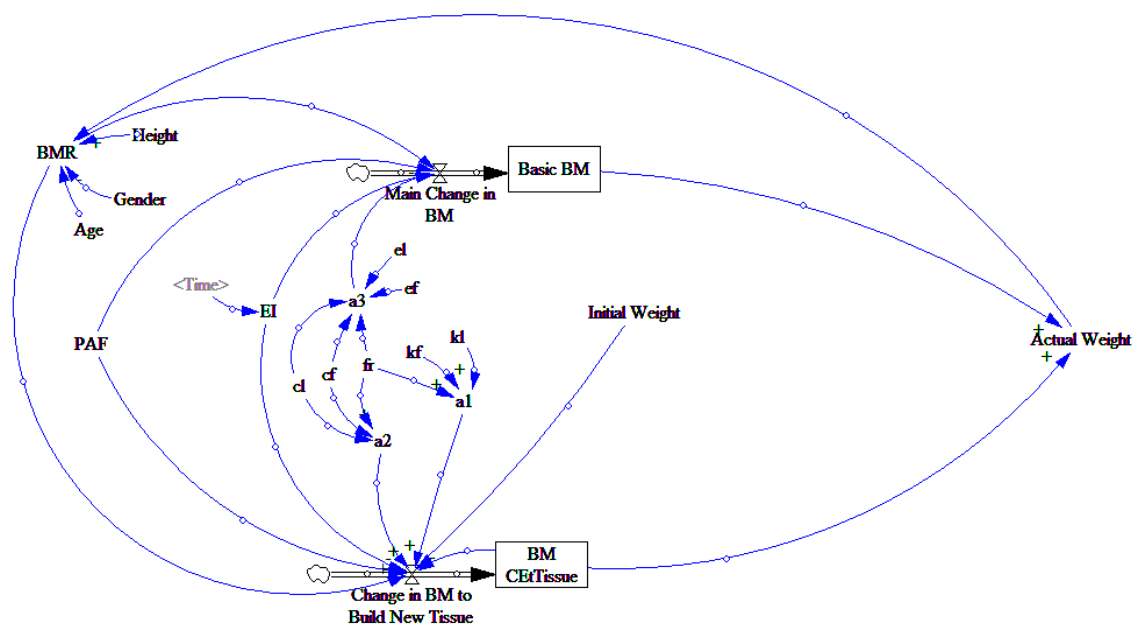 Height
BMR
Basic BM
Main Change in
BM
Gender
Age
el
<Time>
ef
a3
EI
Initial Weight
PAF
kl
kf
fr
cf
cl
Actual Weight
a1
a2
BM
CEtTissue
Change in BM to
Build New Tissue